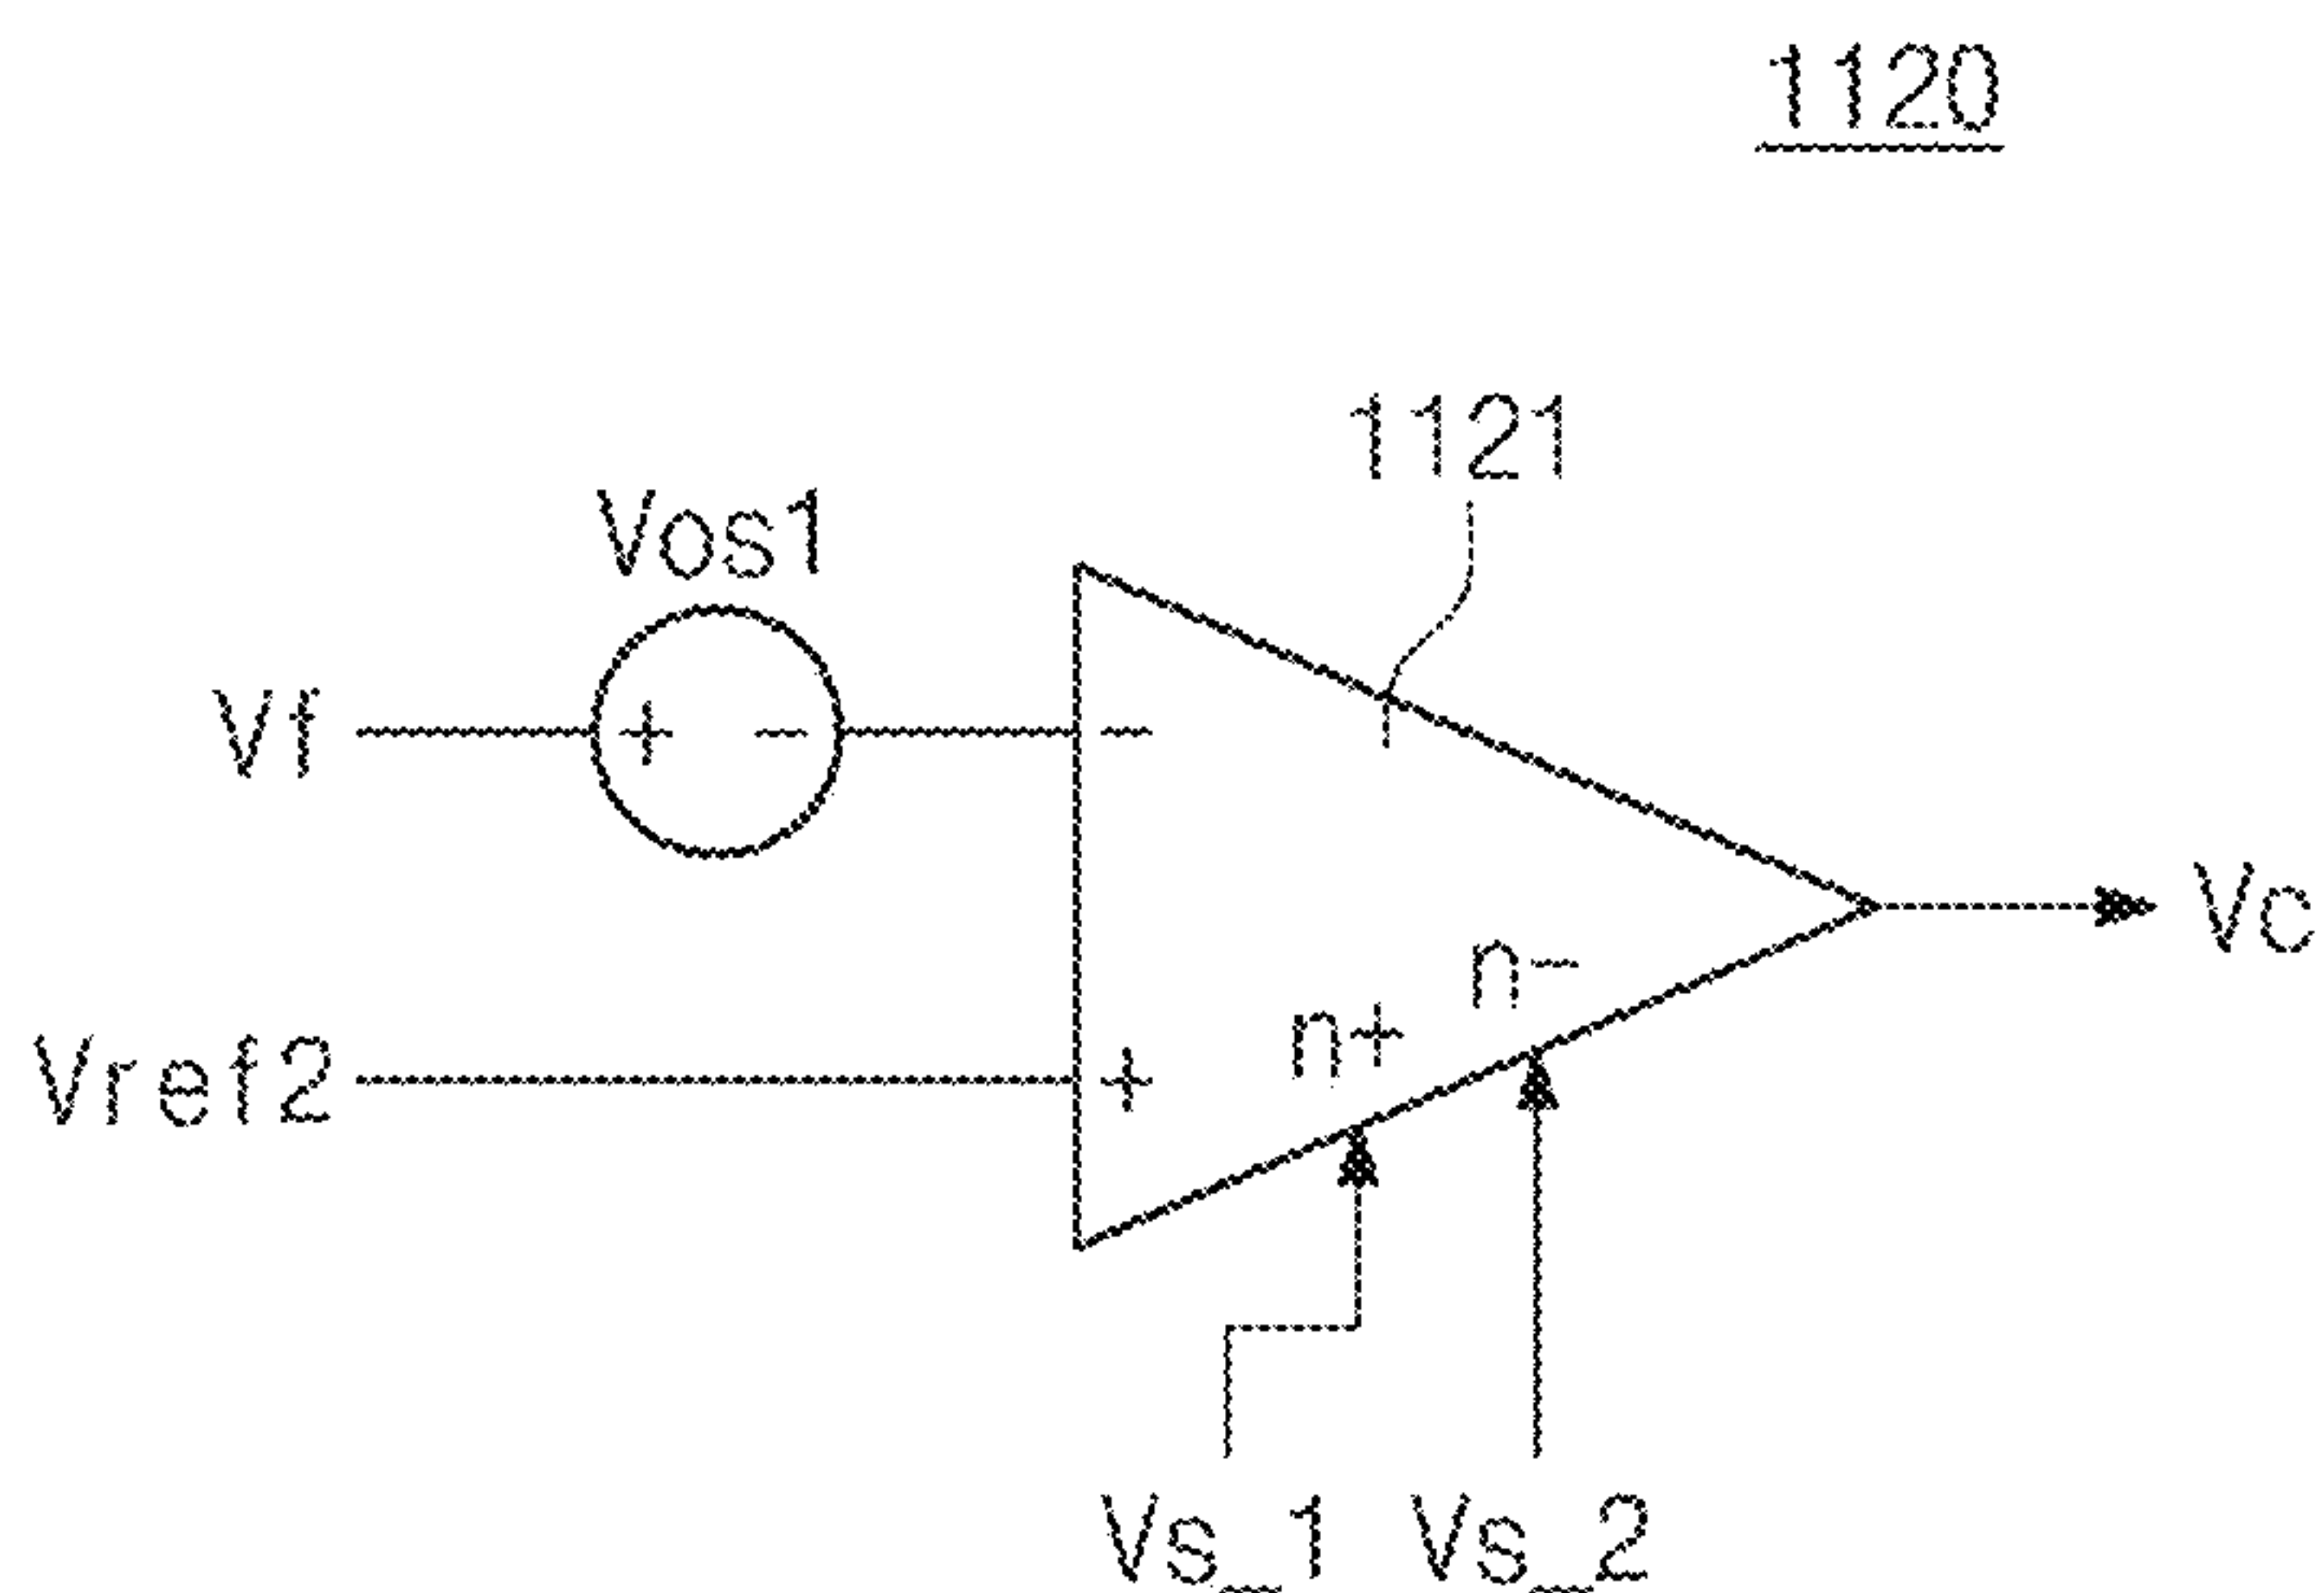 1120
1121
Vos1
Vf + - -
Vc
n-
n+
Vref2 +
Vs_1 Vs_2